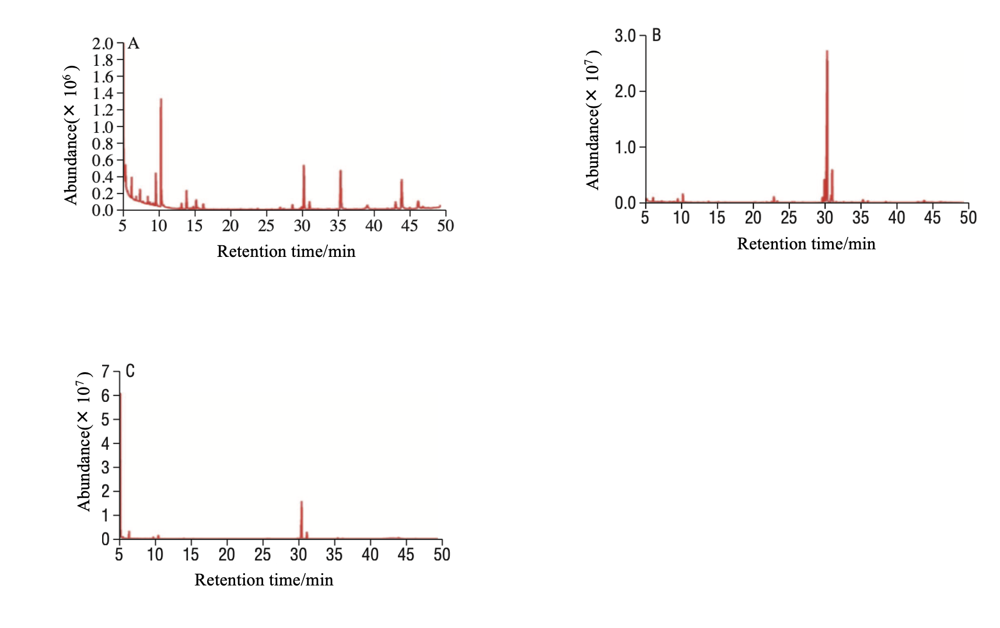 A
2.0
1.8
1.6
1.4
1.2
1.0
0.8
0.6
0.4
0.2
0.0
Abundance(× 10⁶)
5 10 15 20 25 30 35 40 45 50
Retention time/min
B
3.0
2.0
1.0
0.0
Abundance(× 10⁷)
5 10 15 20 25 30 35 40 45 50
Retention time/min
C
7
6
5
4
3
2
1
0
Abundance(× 10⁷)
5 10 15 20 25 30 35 40 45 50
Retention time/min